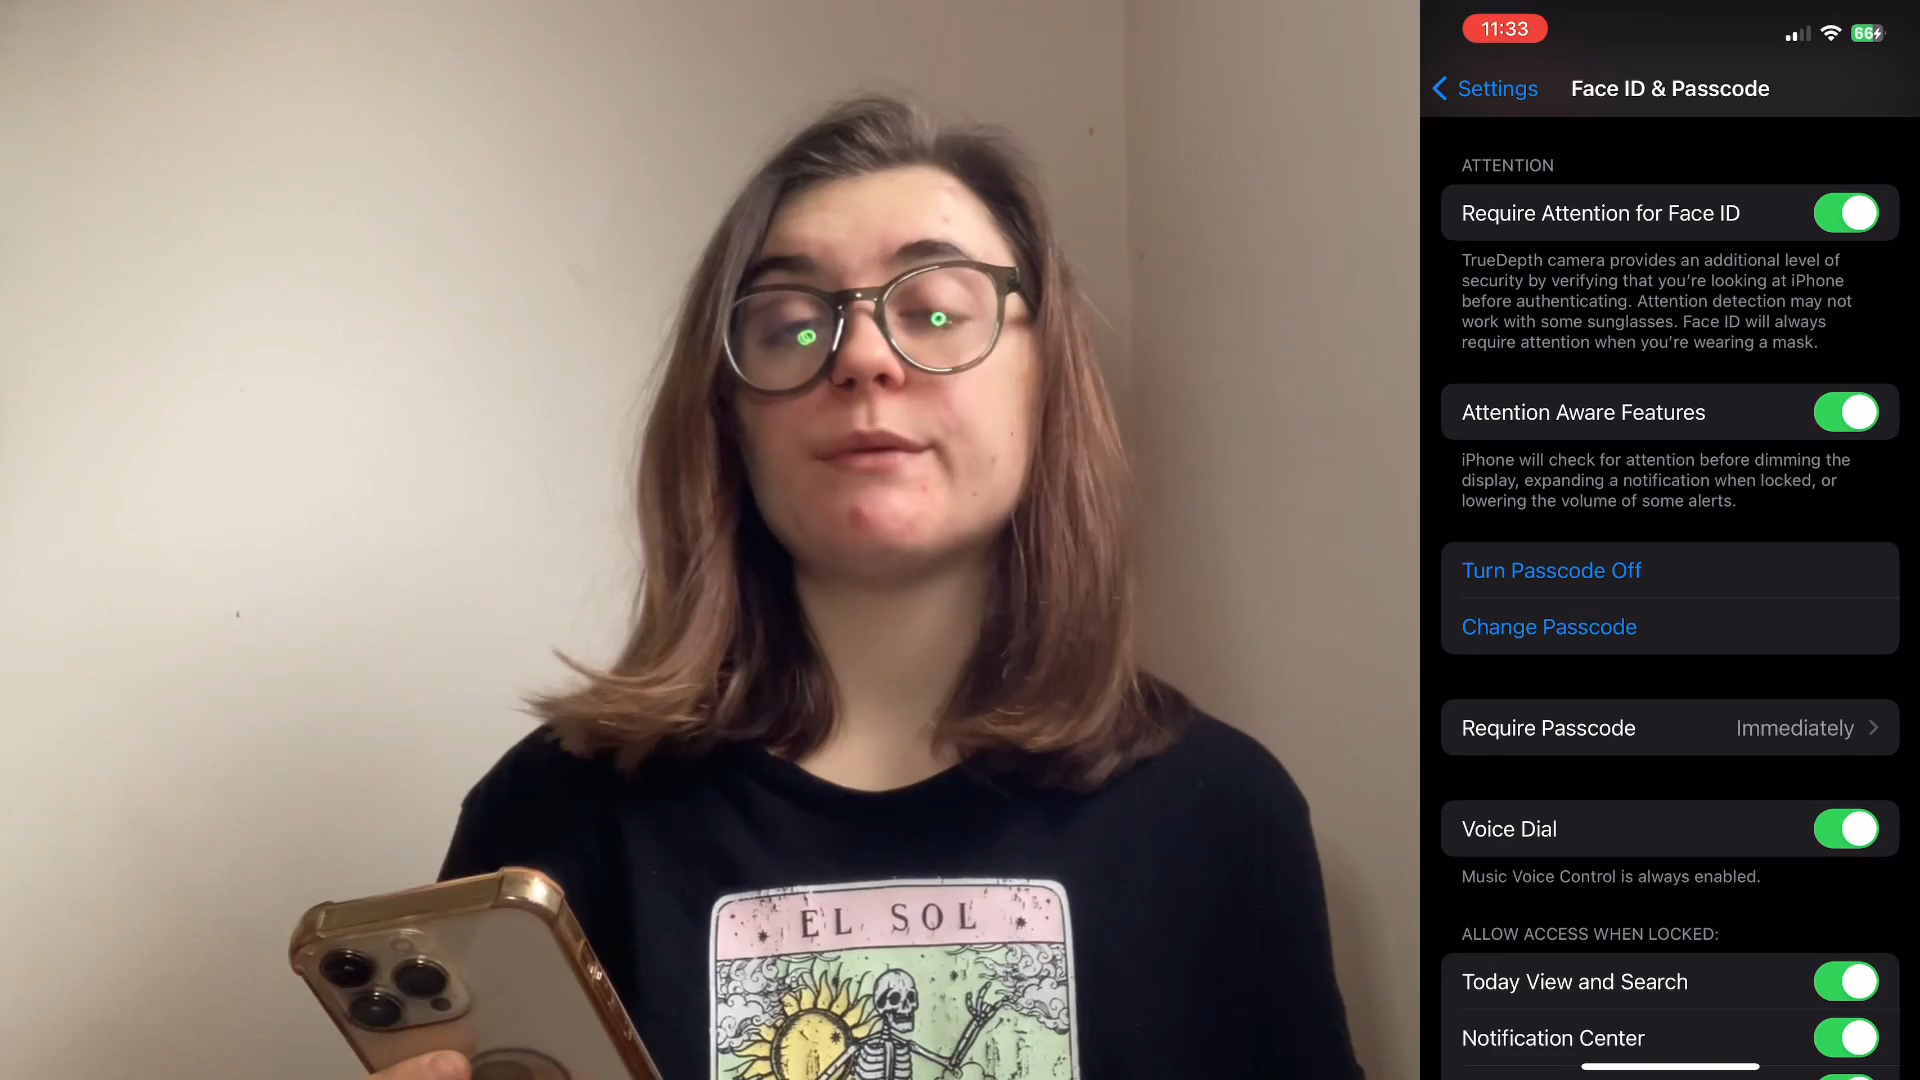 11:33
66
Settings
Face ID & Passcode
ATTENTION
Require Attention for Face ID
TrueDepth camera provides an additional level of
security by verifying that you're looking at iPhone
before authenticating. Attention detection may not
work with some sunglasses. Face ID will always
require attention when you're wearing a mask.
Attention Aware Features
iPhone will check for attention before dimming the
display, expanding a notification when locked, or
lowering the volume of some alerts.
Turn Passcode Off
Change Passcode
Require Passcode
Immediately
Voice Dial
Music Voice Control is always enabled.
ALLOW ACCESS WHEN LOCKED:
Today View and Search
Notification Center
EL SOL